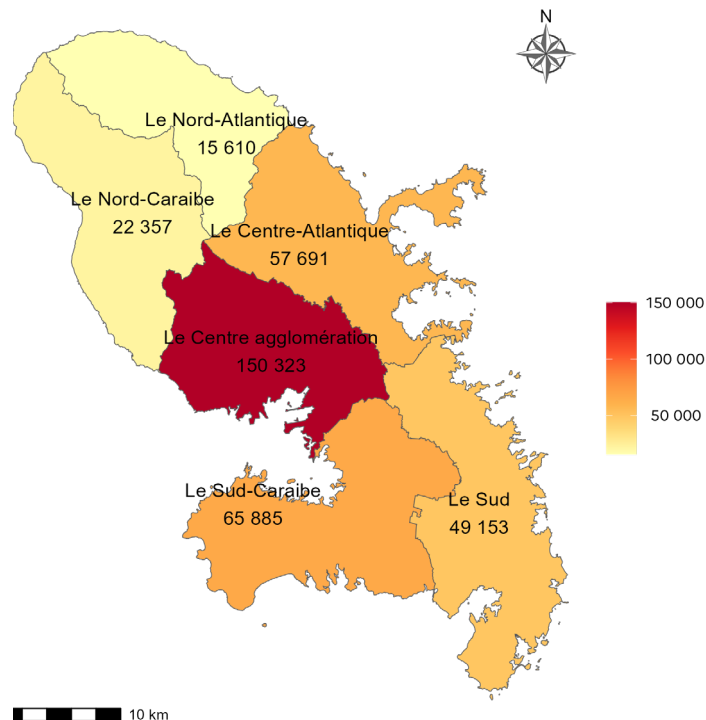 N
Le Nord-Atlantique
15 610
Le Nord-Caraibe
22 357
Le Centre-Atlantique
57 691
Le Centre agglomération
150 323
150 000
100 000
50 000
Le Sud-Caraibe
65 885
Le Sud
49 153
10 km